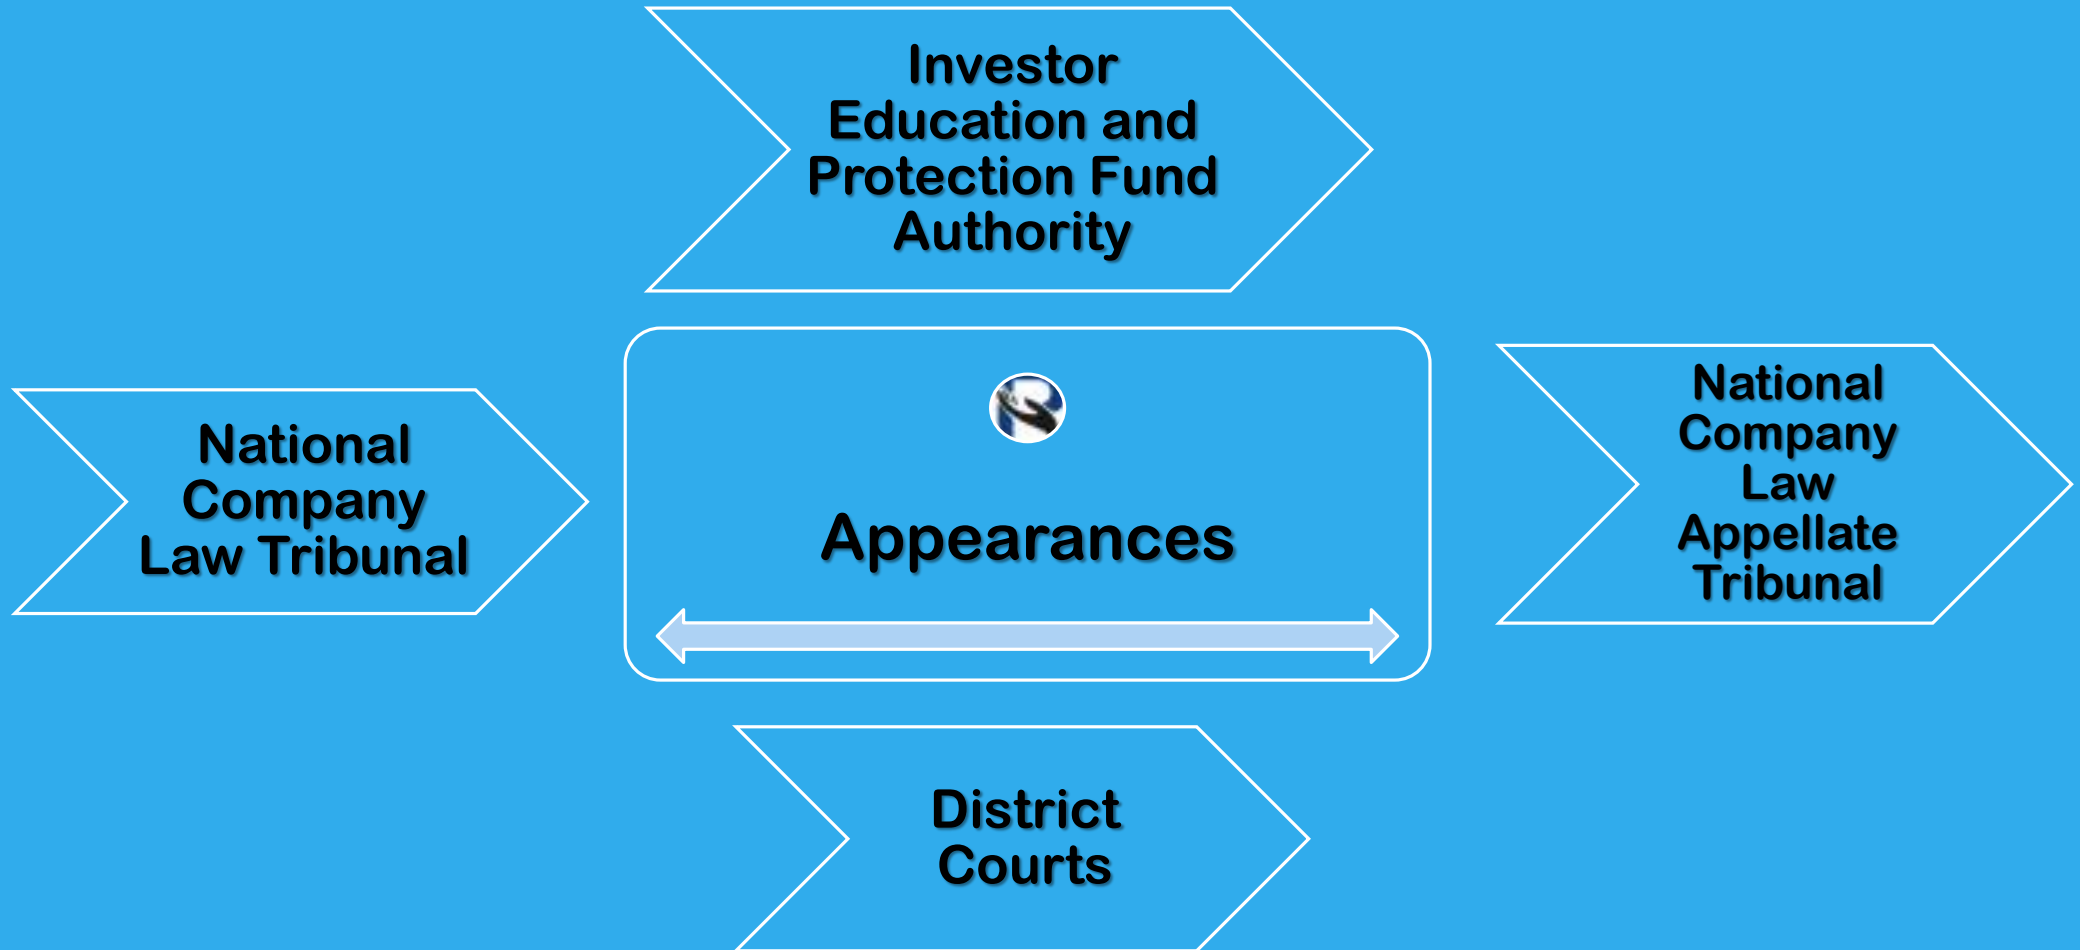 Investor
Education and
Protection Fund
Authority
National
Company
Law Tribunal
Appearances
National
Company
Law
Appellate
Tribunal
District
Courts